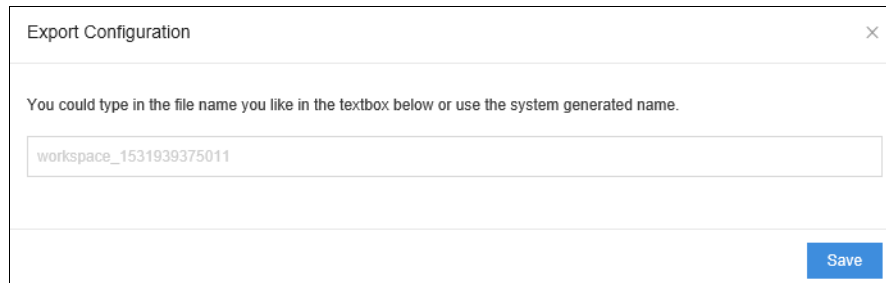 Export Configuration
You could type in the file name you like in the textbox below or use the system generated name.
workspace_1531939375011
Save